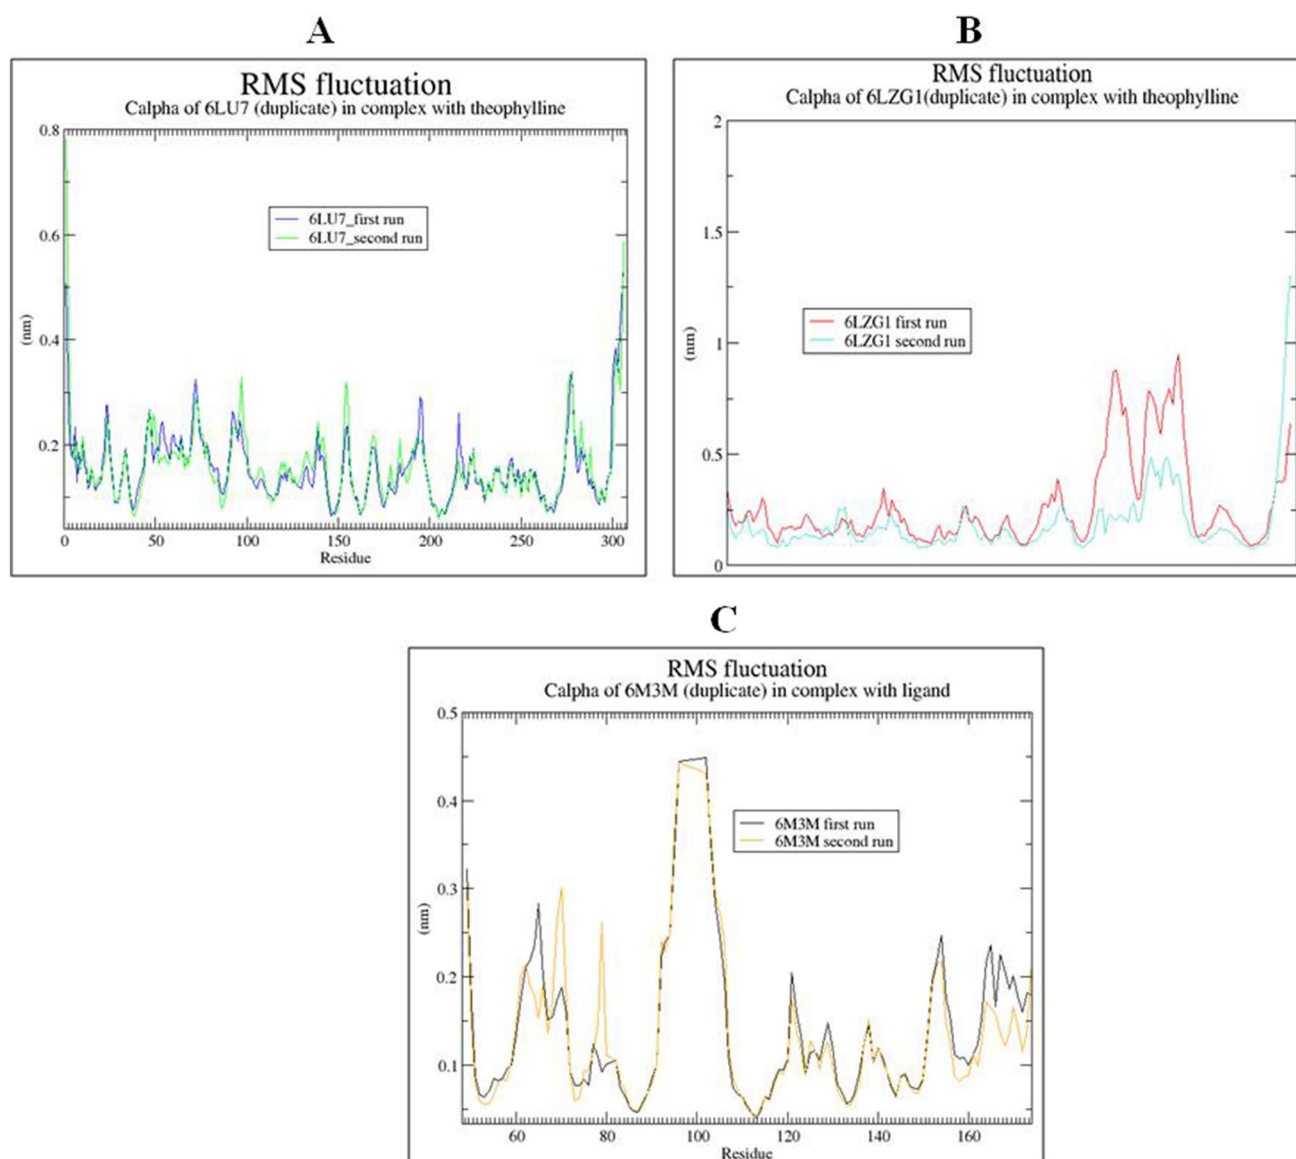 A
RMS fluctuation
Calpha of 6LU7 (duplicate) in complex with theophylline
0.8
0.6
0.4
0.2
(nm)
6LU7_first run
6LU7_second run
0 50 100 150 200 250 300
Residue
B
RMS fluctuation
Calpha of 6LZG1(duplicate) in complex with theophylline
2
1.5
1
0.5
0
(nm)
6LZG1 first run
6LZG1 second run
C
RMS fluctuation
Calpha of 6M3M (duplicate) in complex with ligand
0.5
0.4
0.3
0.2
0.1
(nm)
6M3M first run
6M3M second run
60 80 100 120 140 160
Residue